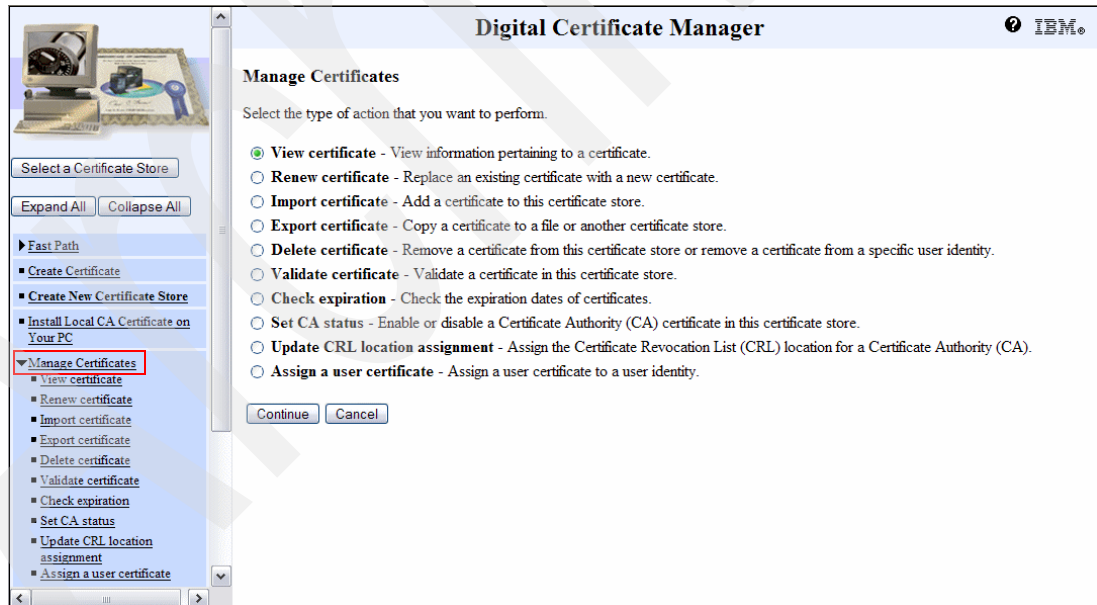 Digital Certificate Manager
IBM®
Select a Certificate Store
Expand All Collapse All
Fast Path
Create Certificate
Create New Certificate Store
Install Local CA Certificate on
Your PC
Manage Certificates
View certificate
Renew certificate
Import certificate
Export certificate
Delete certificate
Validate certificate
Check expiration
Set CA status
Update CRL location
assignment
Assign a user certificate
Manage Certificates
Select the type of action that you want to perform.
View certificate - View information pertaining to a certificate.
Renew certificate - Replace an existing certificate with a new certificate.
Import certificate - Add a certificate to this certificate store.
Export certificate - Copy a certificate to a file or another certificate store.
Delete certificate - Remove a certificate from this certificate store or remove a certificate from a specific user identity.
Validate certificate - Validate a certificate in this certificate store.
Check expiration - Check the expiration dates of certificates.
Set CA status - Enable or disable a Certificate Authority (CA) certificate in this certificate store.
Update CRL location assignment - Assign the Certificate Revocation List (CRL) location for a Certificate Authority (CA).
Assign a user certificate - Assign a user certificate to a user identity.
Continue Cancel